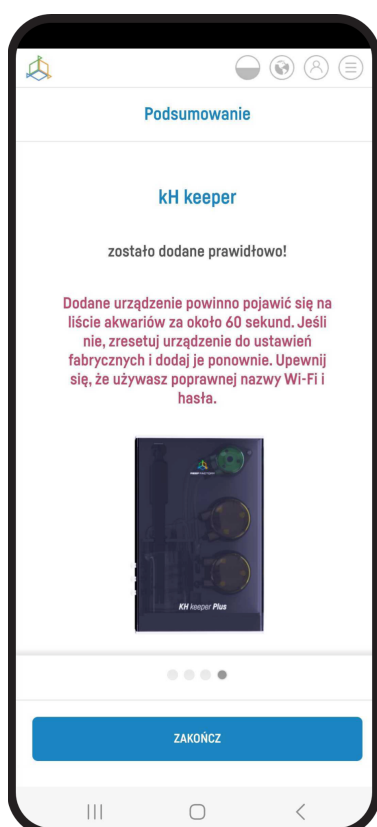 Podsumowanie
kH keeper
zostało dodane prawidłowo!
Dodane urządzenie powinno pojawić się na
liście akwariów za około 60 sekund. Jeśli
nie, zresetuj urządzenie do ustawień
fabrycznych i dodaj je ponownie. Upewnij
się, że używasz poprawnej nazwy Wi-Fi i
hasła.
KH keeper Plus
ZAKOŃCZ